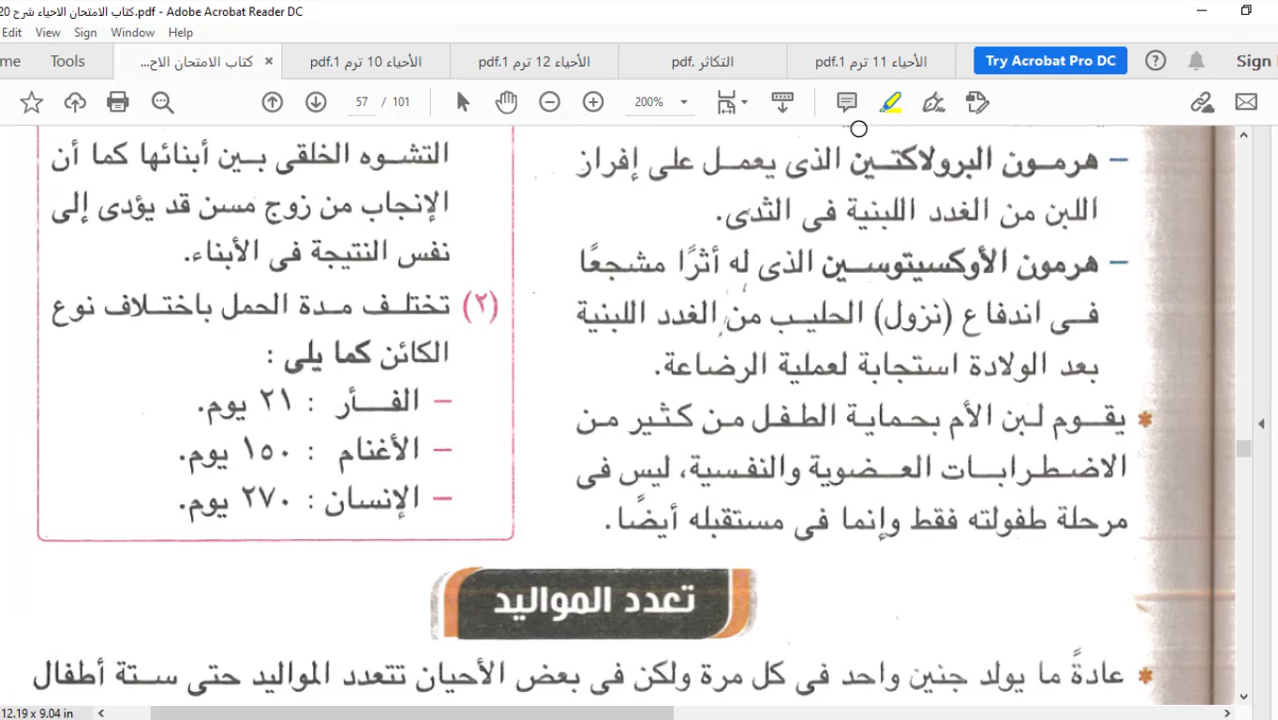 كتاب الامتحان الاحياء شرح 20.pdf - Adobe Acrobat Reader DC
Edit View Sign Window Help
me Tools كتاب الامتحان الاح... × الأحياء 10 ترم 1.pdf الأحياء 12 ترم 1.pdf التكاثر .pdf الأحياء 11 ترم 1.pdf Try Acrobat Pro DC Sign
57 / 101 200%
– هرمون البرولاكتين الذى يعمل على إفراز
اللبن من الغدد اللبنية فى الثدى.
– هرمون الأوكسيتوسين الذى له أثرًا مشجعًا
فى اندفاع (نزول) الحليب من الغدد اللبنية
بعد الولادة استجابة لعملية الرضاعة.
* يقوم لبن الأم بحماية الطفل من كثير من
الاضطرابات العضوية والنفسية، ليس فى
مرحلة طفولته فقط وإنما فى مستقبله أيضًا.
التشوه الخلقى بين أبنائها كما أن
الإنجاب من زوج مسن قد يؤدى إلى
نفس النتيجة فى الأبناء.
(٢) تختلف مدة الحمل باختلاف نوع
الكائن كما يلى :
– الفأر : ٢١ يوم.
– الأغنام : ١٥٠ يوم.
– الإنسان : ٢٧٠ يوم.
تعدد المواليد
* عادةً ما يولد جنين واحد فى كل مرة ولكن فى بعض الأحيان تتعدد المواليد حتى ستة أطفال
12.19 x 9.04 in